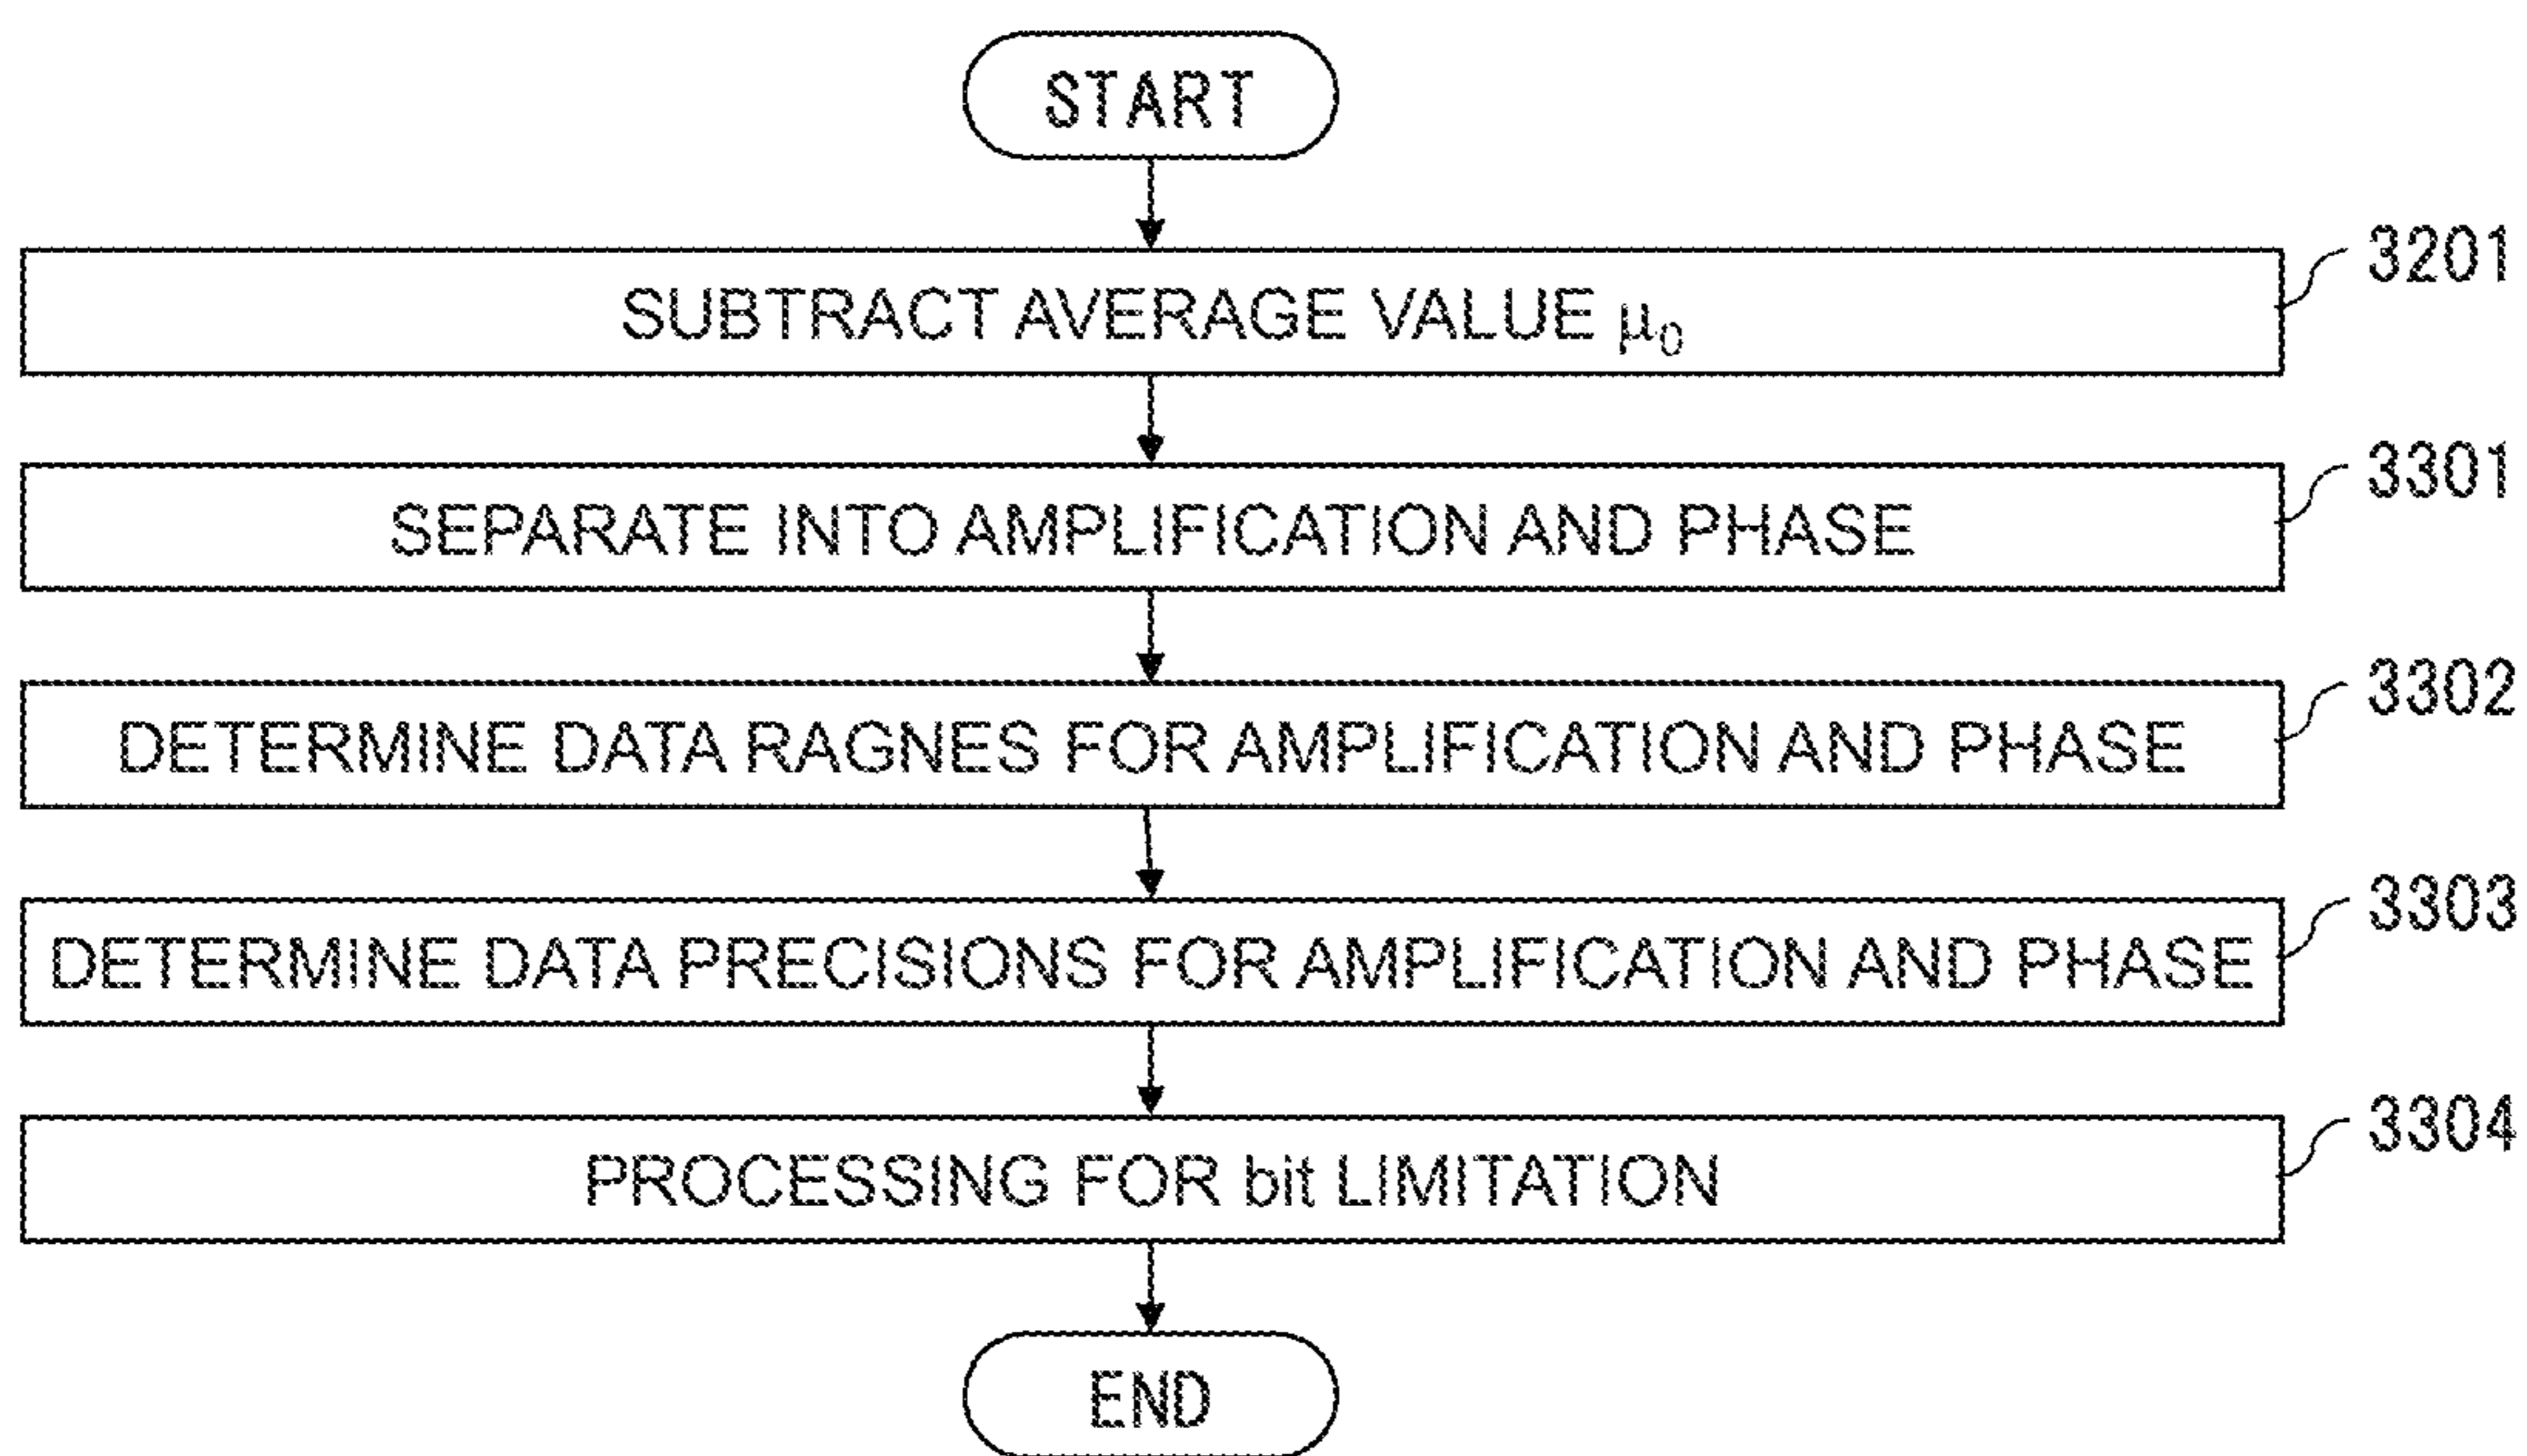 START
3201
SUBTRACT AVERAGE VALUE μ₀
3301
SEPARATE INTO AMPLIFICATION AND PHASE
3302
DETERMINE DATA RAGNES FOR AMPLIFICATION AND PHASE
3303
DETERMINE DATA PRECISIONS FOR AMPLIFICATION AND PHASE
3304
PROCESSING FOR bit LIMITATION
END